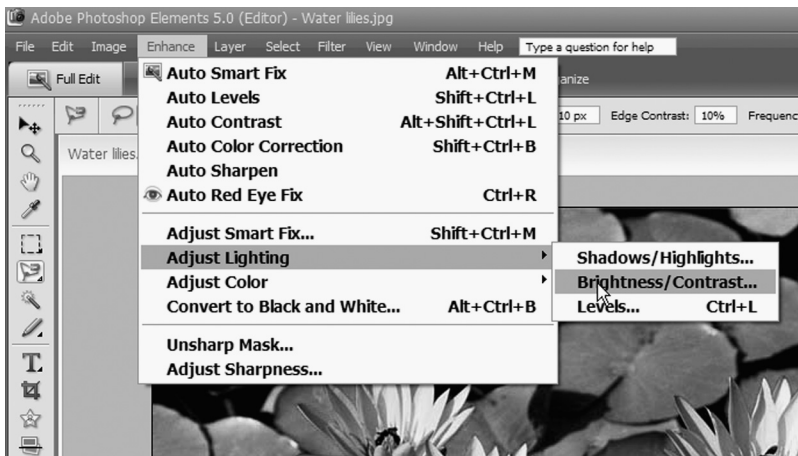 Adobe Photoshop Elements 5.0 (Editor) - Water lilies.jpg
File Edit Image Enhance Layer Select Filter View Window Help Type a question for help
Full Edit
10 px Edge Contrast: 10%
Water lilies.
Auto Smart Fix Alt+Ctrl+M
Auto Levels Shift+Ctrl+L
Auto Contrast Alt+Shift+Ctrl+L
Auto Color Correction Shift+Ctrl+B
Auto Sharpen
Auto Red Eye Fix Ctrl+R
Adjust Smart Fix... Shift+Ctrl+M
Adjust Lighting
Adjust Color
Convert to Black and White... Alt+Ctrl+B
Unsharp Mask...
Adjust Sharpness...
Shadows/Highlights...
Brightness/Contrast...
Levels... Ctrl+L
T